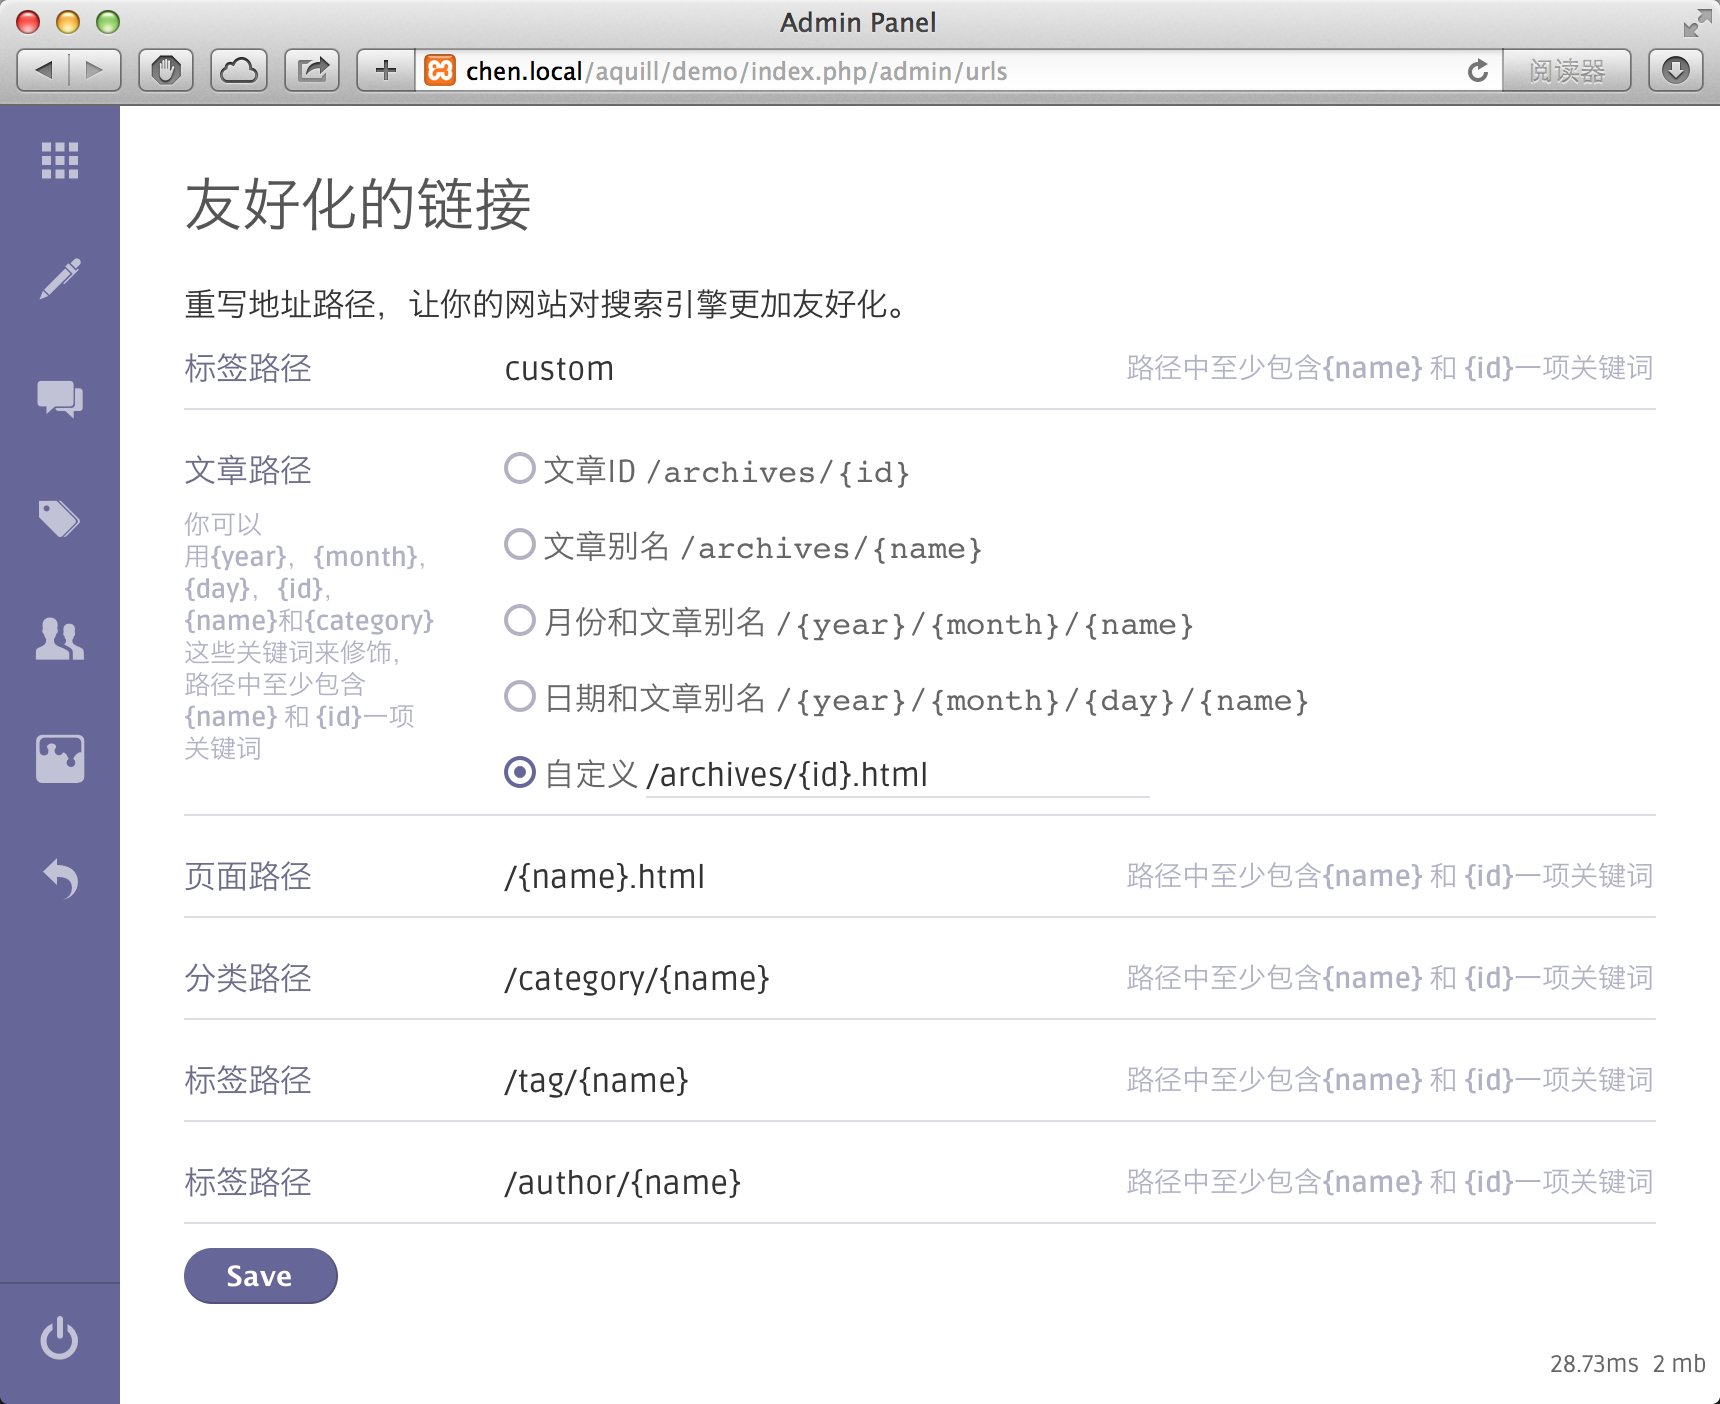 Admin Panel
chen.local/aquill/demo/index.php/admin/urls
阅读器
友好化的链接
重写地址路径，让你的网站对搜索引擎更加友好化。
标签路径
custom
路径中至少包含{name} 和 {id}一项关键词
文章路径
你可以
用{year}，{month}，
{day}，{id}，
{name}和{category}
这些关键词来修饰，
路径中至少包含
{name} 和 {id}一项
关键词
文章ID /archives/{id}
文章别名 /archives/{name}
月份和文章别名 /{year}/{month}/{name}
日期和文章别名 /{year}/{month}/{day}/{name}
自定义 /archives/{id}.html
页面路径
/{name}.html
路径中至少包含{name} 和 {id}一项关键词
分类路径
/category/{name}
路径中至少包含{name} 和 {id}一项关键词
标签路径
/tag/{name}
路径中至少包含{name} 和 {id}一项关键词
标签路径
/author/{name}
路径中至少包含{name} 和 {id}一项关键词
Save
28.73ms 2 mb